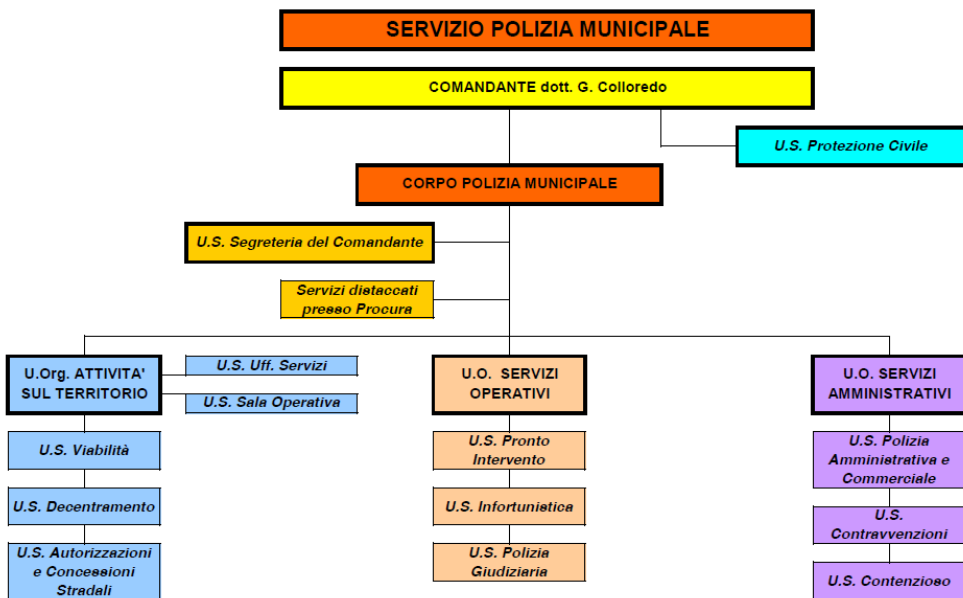 SERVIZIO POLIZIA MUNICIPALE
COMANDANTE dott. G. Colloredo
U.S. Protezione Civile
CORPO POLIZIA MUNICIPALE
U.S. Segreteria del Comandante
Servizi distaccati
presso Procura
U.Org. ATTIVITA'
SUL TERRITORIO
U.S. Uff. Servizi
U.S. Sala Operativa
U.S. Viabilità
U.S. Decentramento
U.S. Autorizzazioni
e Concessioni
Stradali
U.O. SERVIZI
OPERATIVI
U.S. Pronto
Intervento
U.S. Infortunistica
U.S. Polizia
Giudiziaria
U.O. SERVIZI
AMMINISTRATIVI
U.S. Polizia
Amministrativa e
Commerciale
U.S.
Contravvenzioni
U.S. Contenzioso